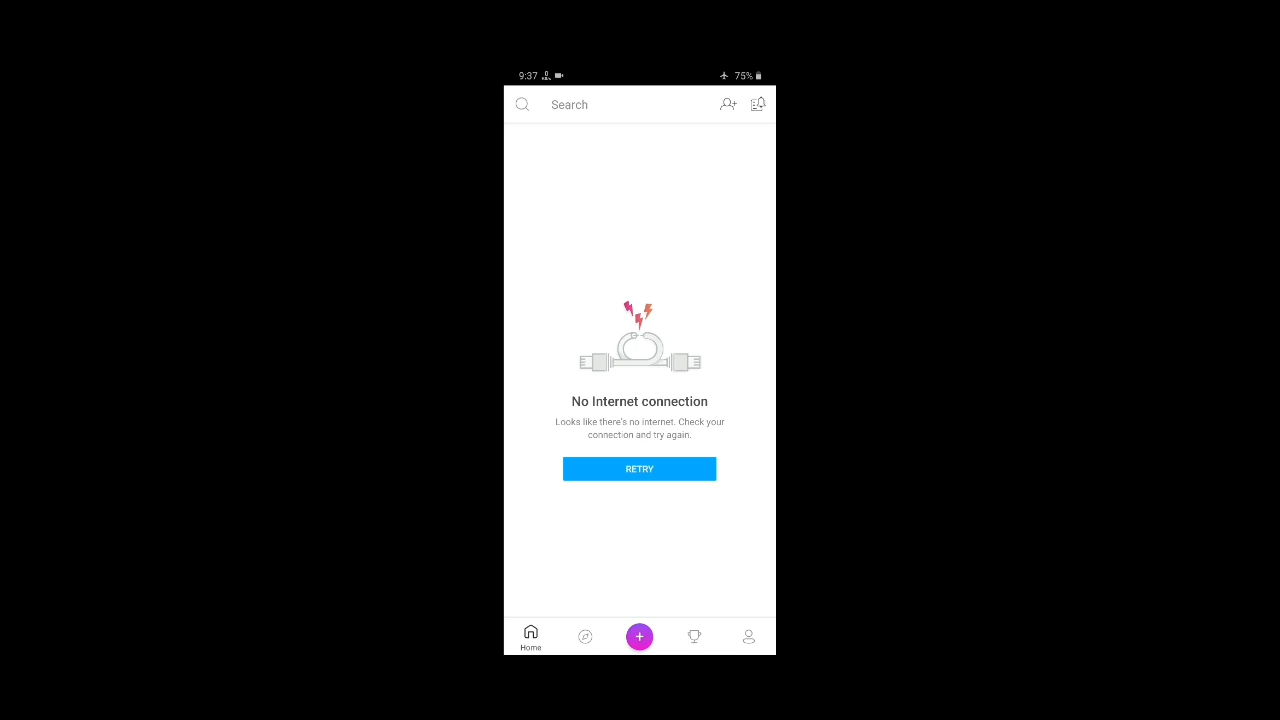 9:37 75%
Search
No Internet connection
Looks like there's no internet. Check your
connection and try again.
RETRY
Home